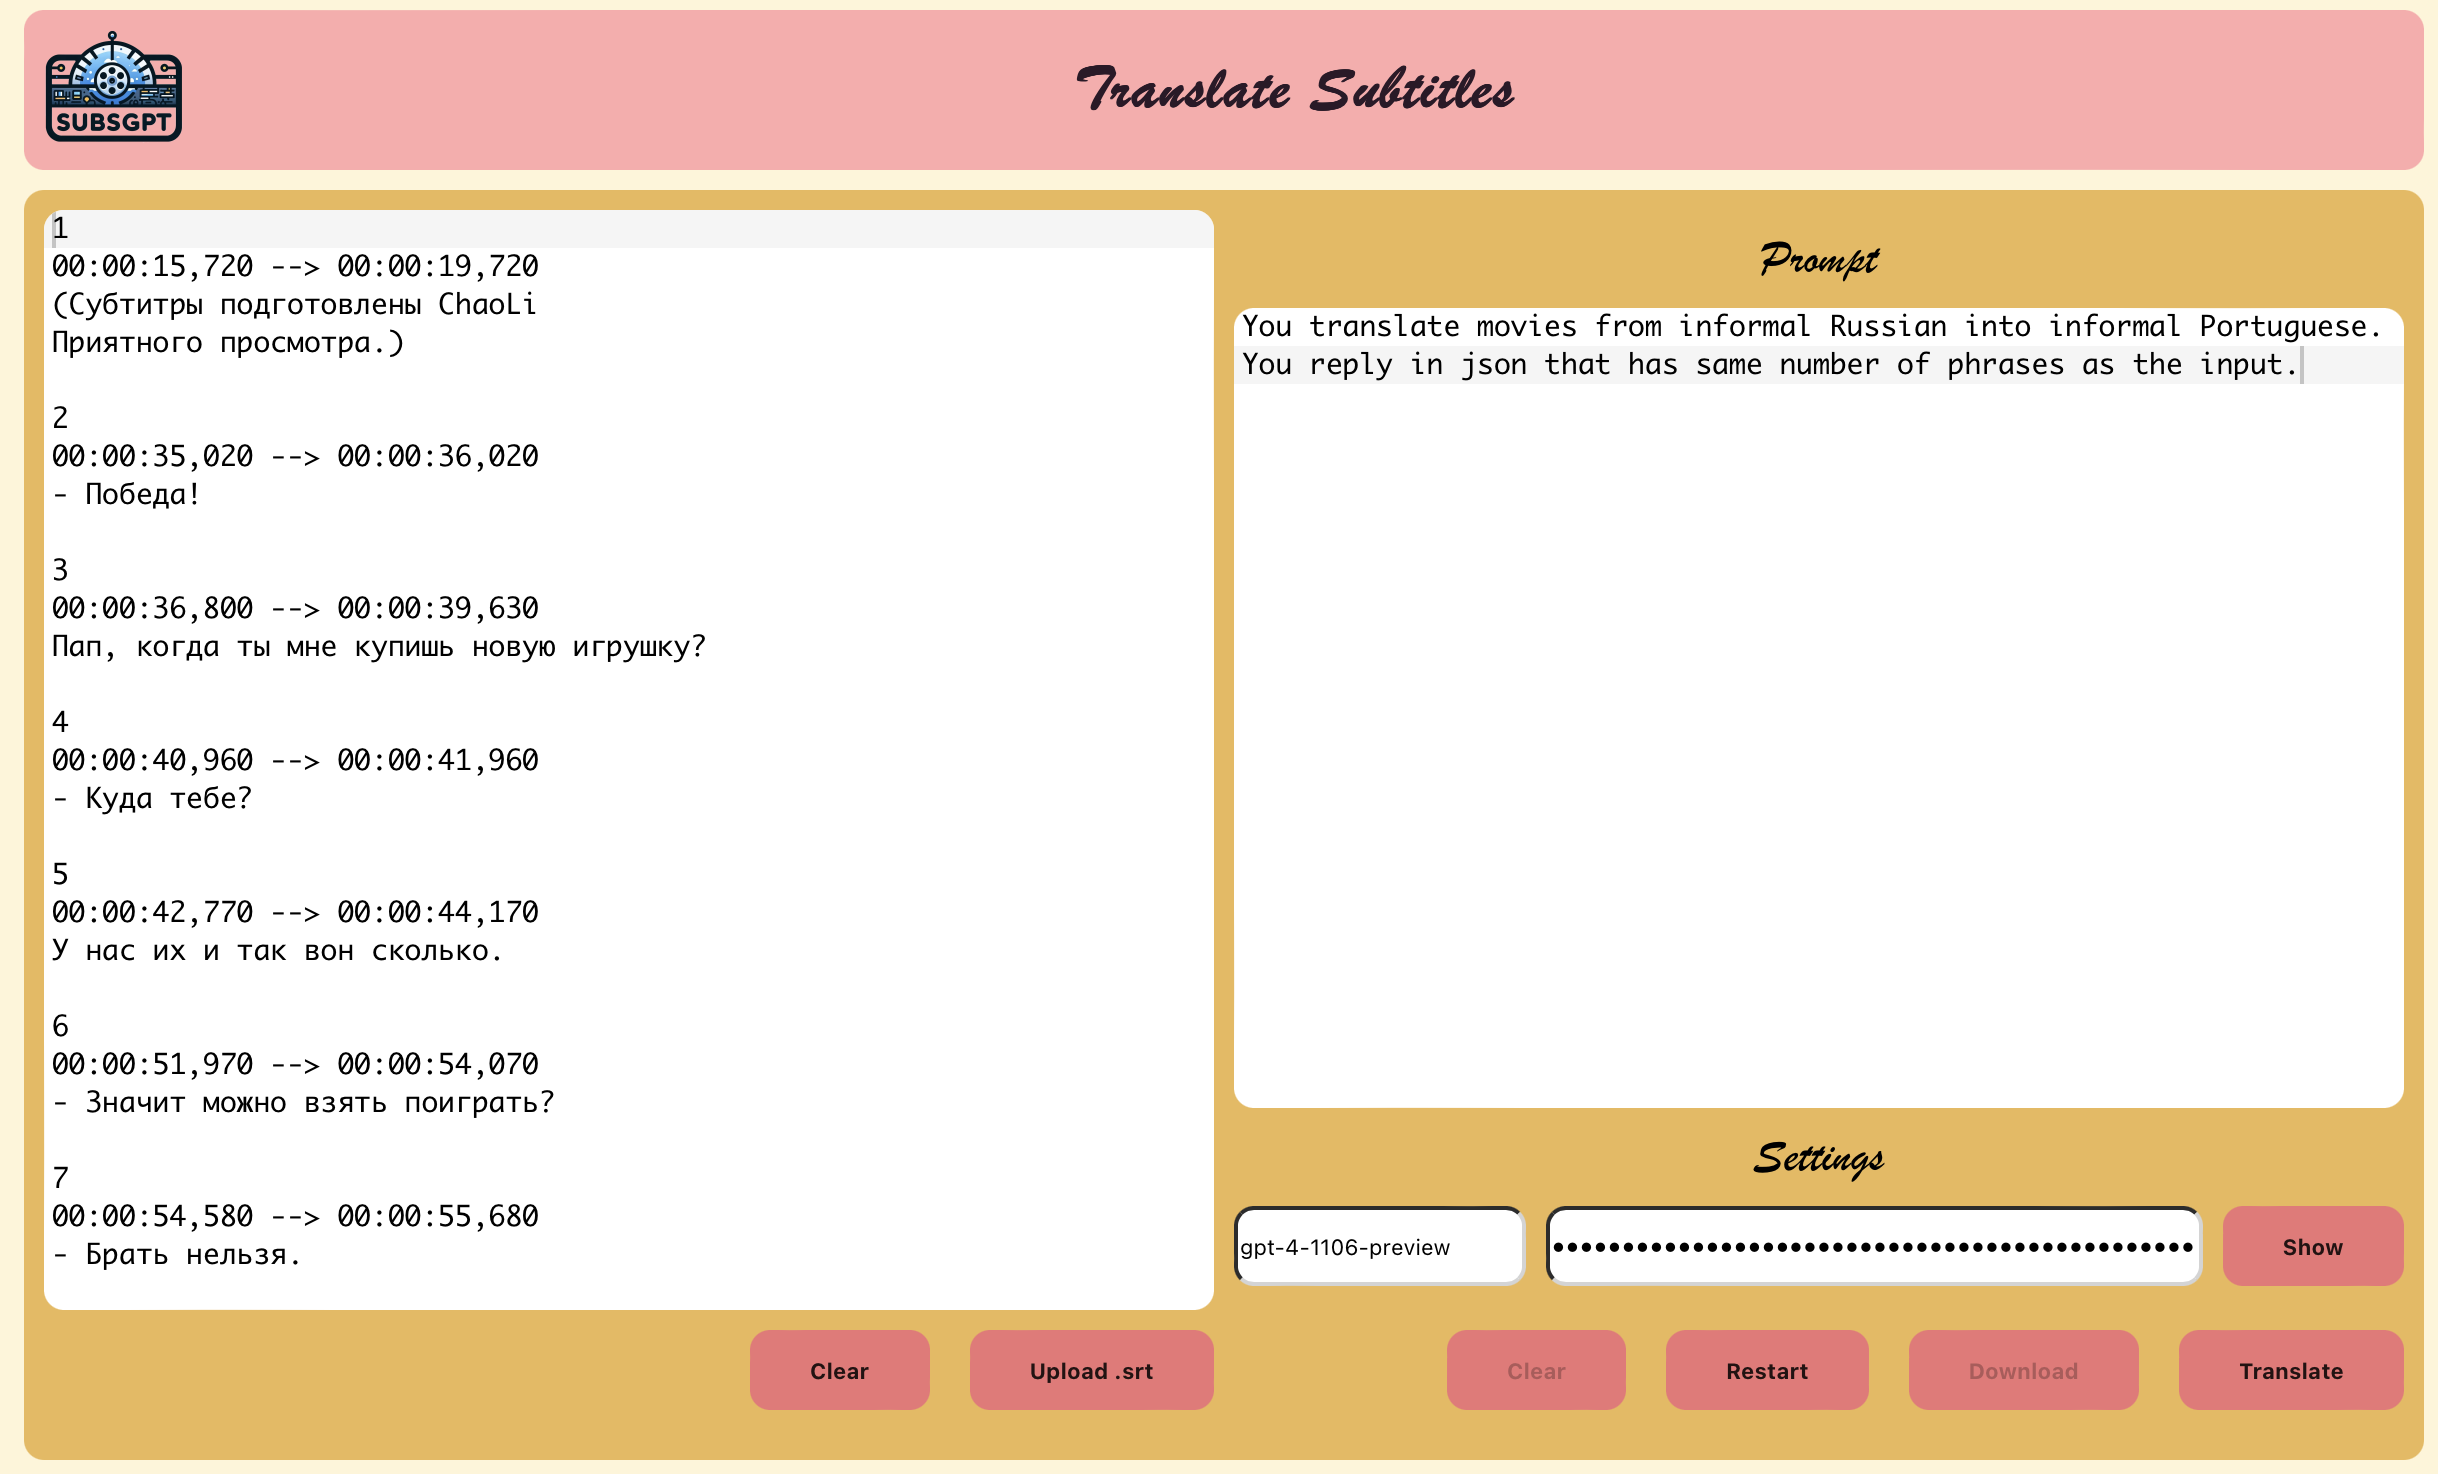 SUBSGPT
Translate Subtitles
1
00:00:15,720 --> 00:00:19,720
(Субтитры подготовлены ChaoLi
Приятного просмотра.)
2
00:00:35,020 --> 00:00:36,020
- Победа!
3
00:00:36,800 --> 00:00:39,630
Пап, когда ты мне купишь новую игрушку?
4
00:00:40,960 --> 00:00:41,960
- Куда тебе?
5
00:00:42,770 --> 00:00:44,170
У нас их и так вон сколько.
6
00:00:51,970 --> 00:00:54,070
- Значит можно взять поиграть?
7
00:00:54,580 --> 00:00:55,680
- Брать нельзя.
Clear
Upload .srt
Prompt
You translate movies from informal Russian into informal Portuguese.
You reply in json that has same number of phrases as the input.
Settings
gpt-4-1106-preview
Show
Clear
Restart
Download
Translate